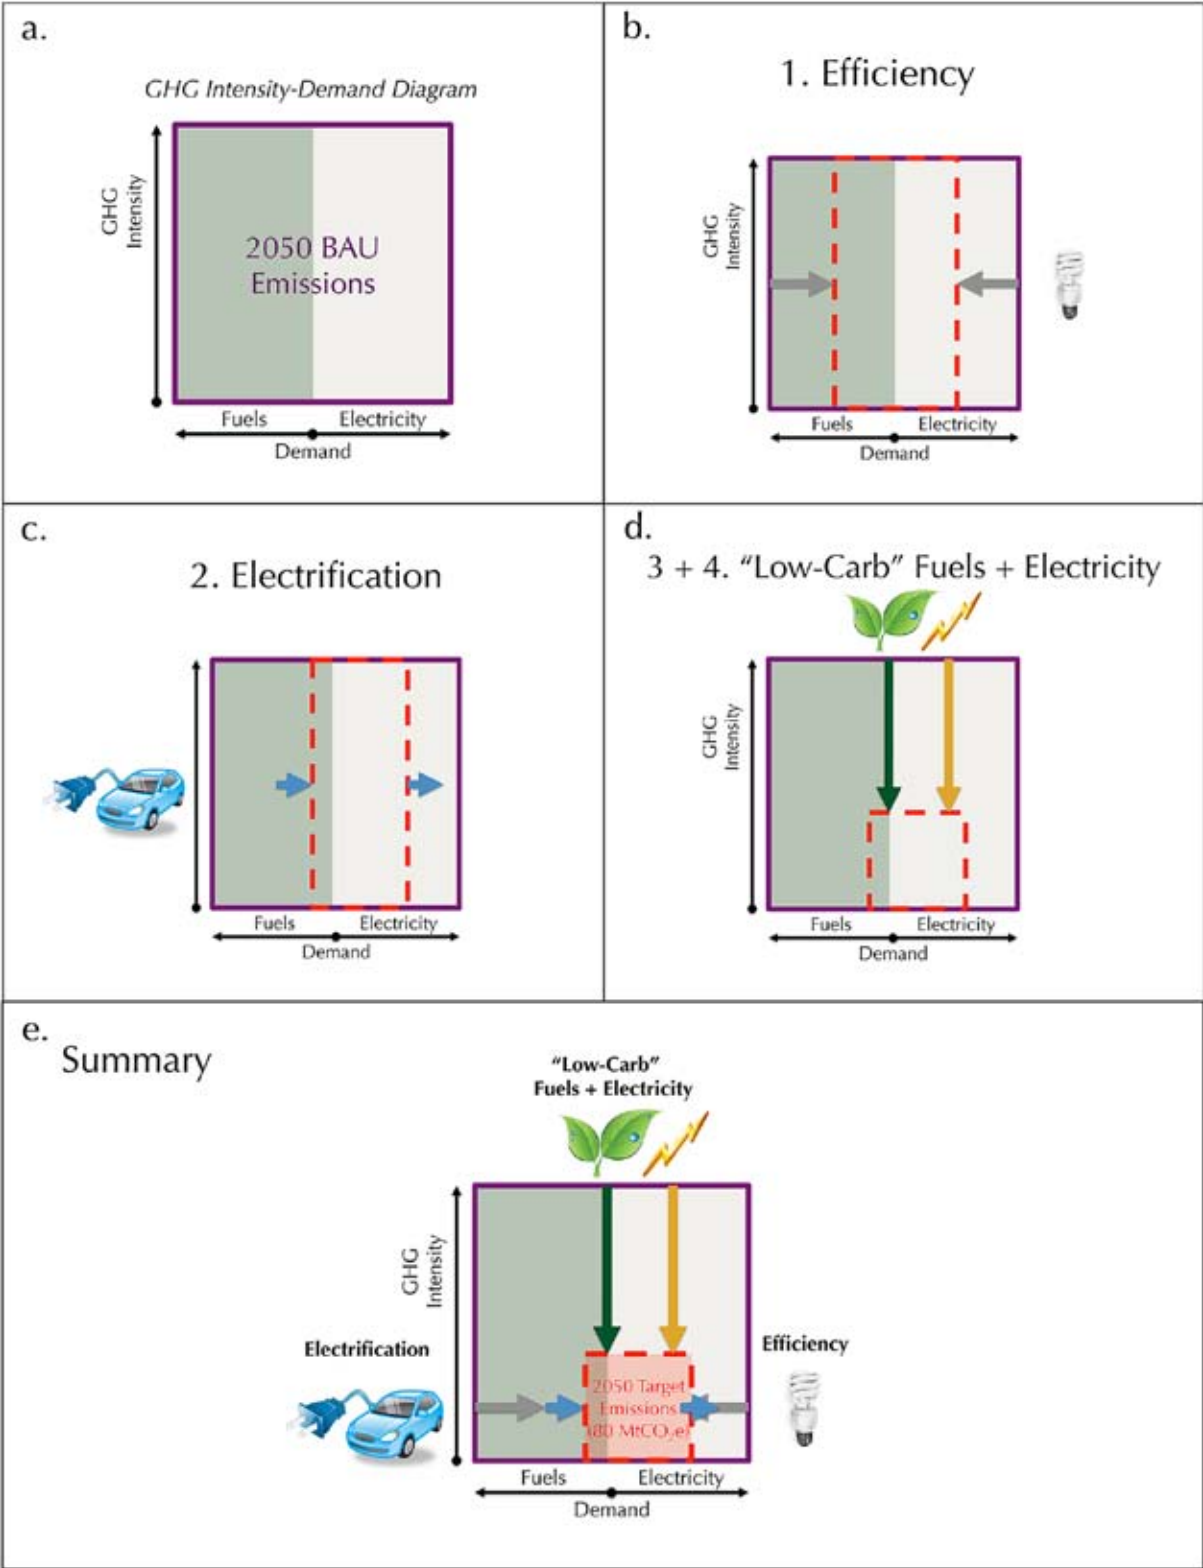 a.
GHG Intensity-Demand Diagram
GHG
Intensity
2050 BAU
Emissions
Fuels
Electricity
Demand
b.
1. Efficiency
GHG
Intensity
Fuels
Electricity
Demand
c.
2. Electrification
Fuels
Electricity
Demand
d.
3 + 4. “Low-Carb” Fuels + Electricity
GHG
Intensity
Fuels
Electricity
Demand
e.
Summary
“Low-Carb”
Fuels + Electricity
GHG
Intensity
Electrification
Efficiency
2050 Target
Emissions
(80 MtCO₂e)
Fuels
Electricity
Demand